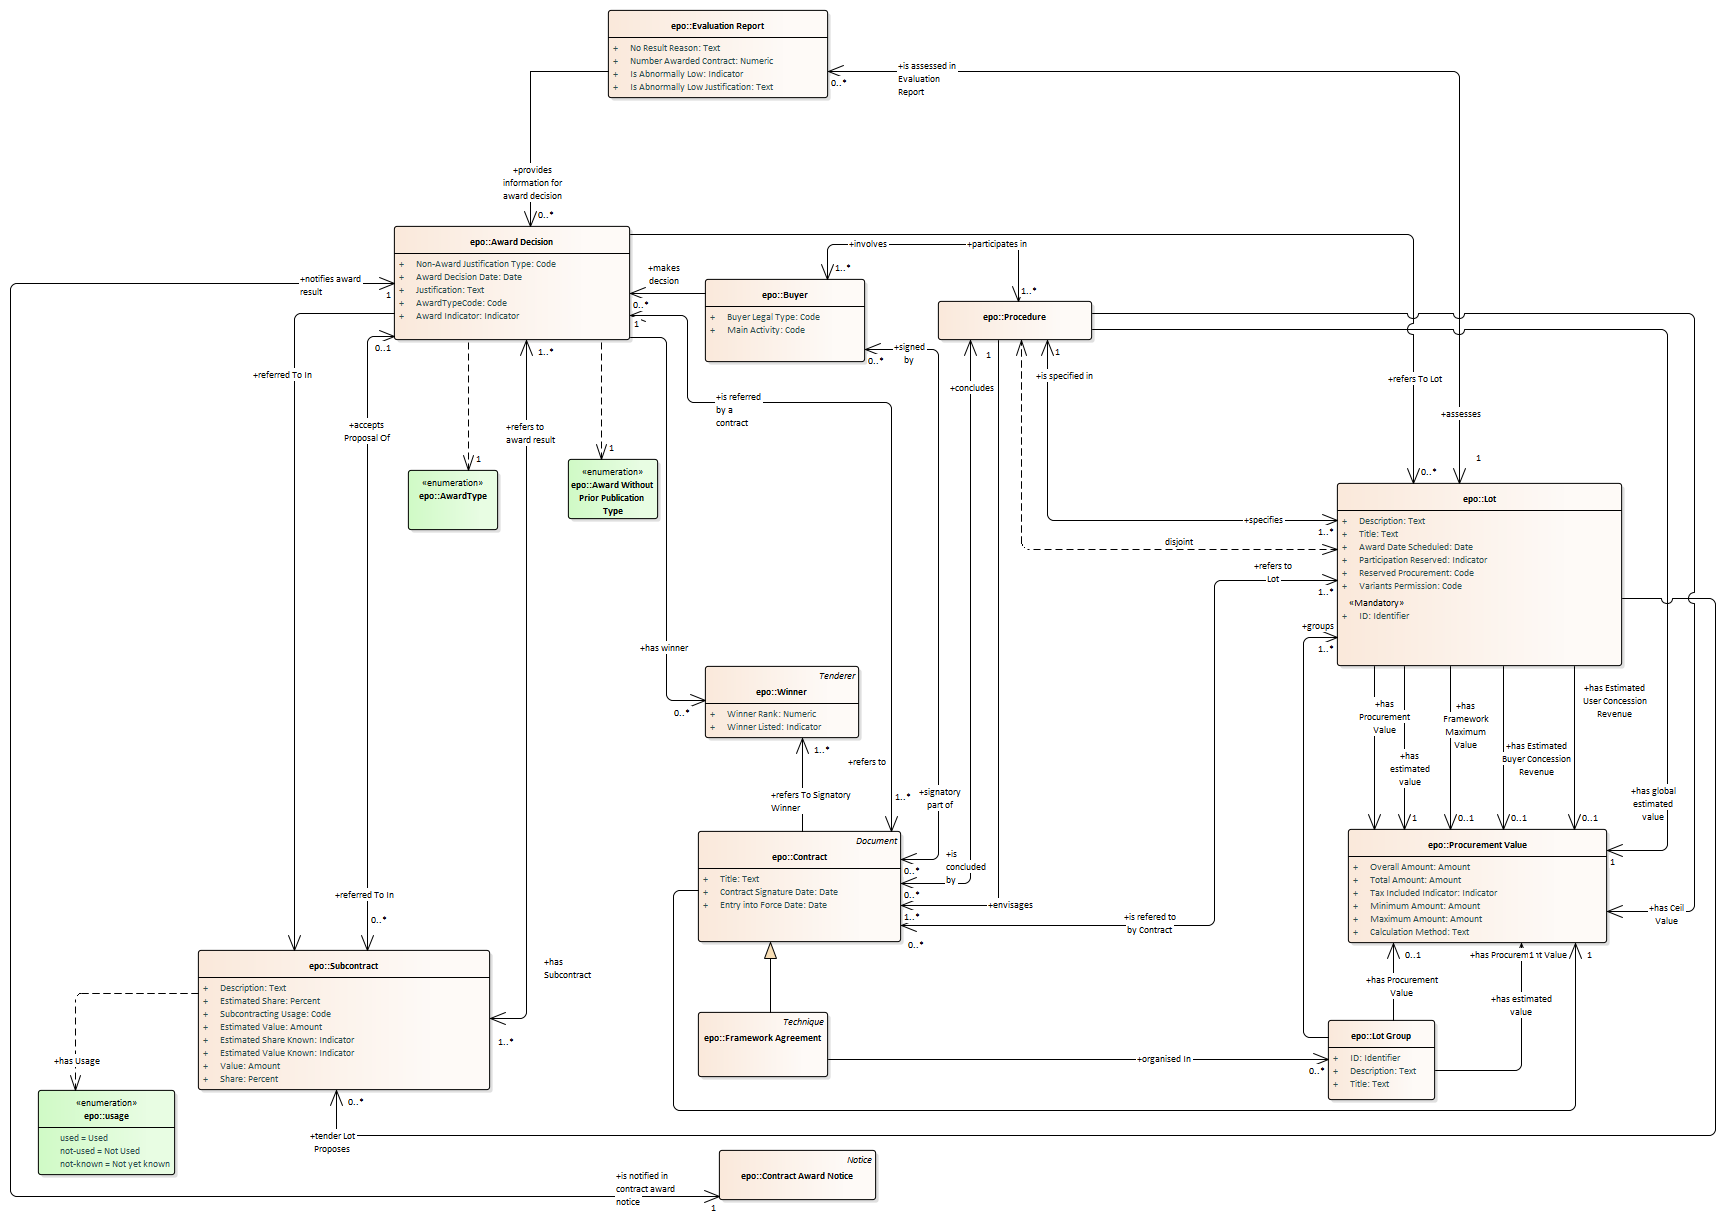 epo::Evaluation Report
+ No Result Reason: Text
+ Number Awarded Contract: Numeric
+ Is Abnormally Low: Indicator
+ Is Abnormally Low Justification: Text
+is assessed in
Evaluation
Report
0..*
+provides
information for
award decision
0..*
epo::Award Decision
+ Non-Award Justification Type: Code
+ Award Decision Date: Date
+ Justification: Text
+ AwardTypeCode: Code
+ Award Indicator: Indicator
+notifies award
result
1
0..1
+makes
decsion
0..*
1
+involves
+participates in
1..*
1..*
epo::Buyer
+ Buyer Legal Type: Code
+ Main Activity: Code
epo::Procedure
+signed
by
0..*
+concludes
1
+is specified in
1
+refers To Lot
0..*
+assesses
1
+referred To In
+accepts
Proposal Of
+refers to
award result
1..*
+is referred
by a
contract
1
«enumeration»
epo::AwardType
1
«enumeration»
epo::Award Without
Prior Publication
Type
epo::Lot
+ Description: Text
+ Title: Text
+ Award Date Scheduled: Date
+ Participation Reserved: Indicator
+ Reserved Procurement: Code
+ Variants Permission: Code
«Mandatory»
+ ID: Identifier
+specifies
1..*
disjoint
+refers to
Lot
1..*
+groups
1..*
+has winner
0..*
Tenderer
epo::Winner
+ Winner Rank: Numeric
+ Winner Listed: Indicator
1..*
+refers to
1..*
+refers To Signatory
Winner
+signatory
part of
0..*
+is
concluded
by
0..*
+envisages
1..*
+is refered to
by Contract
0..*
Document
epo::Contract
+ Title: Text
+ Contract Signature Date: Date
+ Entry into Force Date: Date
+has
Procurement
Value
+has
estimated
value
1
+has
Framework
Maximum
Value
0..1
+has Estimated
Buyer Concession
Revenue
0..1
+has Estimated
User Concession
Revenue
0..1
+has global
estimated
value
1
+has Ceil
Value
epo::Procurement Value
+ Overall Amount: Amount
+ Total Amount: Amount
+ Tax Included Indicator: Indicator
+ Minimum Amount: Amount
+ Maximum Amount: Amount
+ Calculation Method: Text
0..1
+has Procurem1nt Value
1
+has Procurement
Value
+has estimated
value
+referred To In
0..*
epo::Subcontract
+ Description: Text
+ Estimated Share: Percent
+ Subcontracting Usage: Code
+ Estimated Value: Amount
+ Estimated Share Known: Indicator
+ Estimated Value Known: Indicator
+ Value: Amount
+ Share: Percent
+has
Subcontract
1..*
Technique
epo::Framework Agreement
+organised In
0..*
epo::Lot Group
+ ID: Identifier
+ Description: Text
+ Title: Text
+has Usage
«enumeration»
epo::usage
used = Used
not-used = Not Used
not-known = Not yet known
0..*
+tender Lot
Proposes
+is notified in
contract award
notice
1
Notice
epo::Contract Award Notice